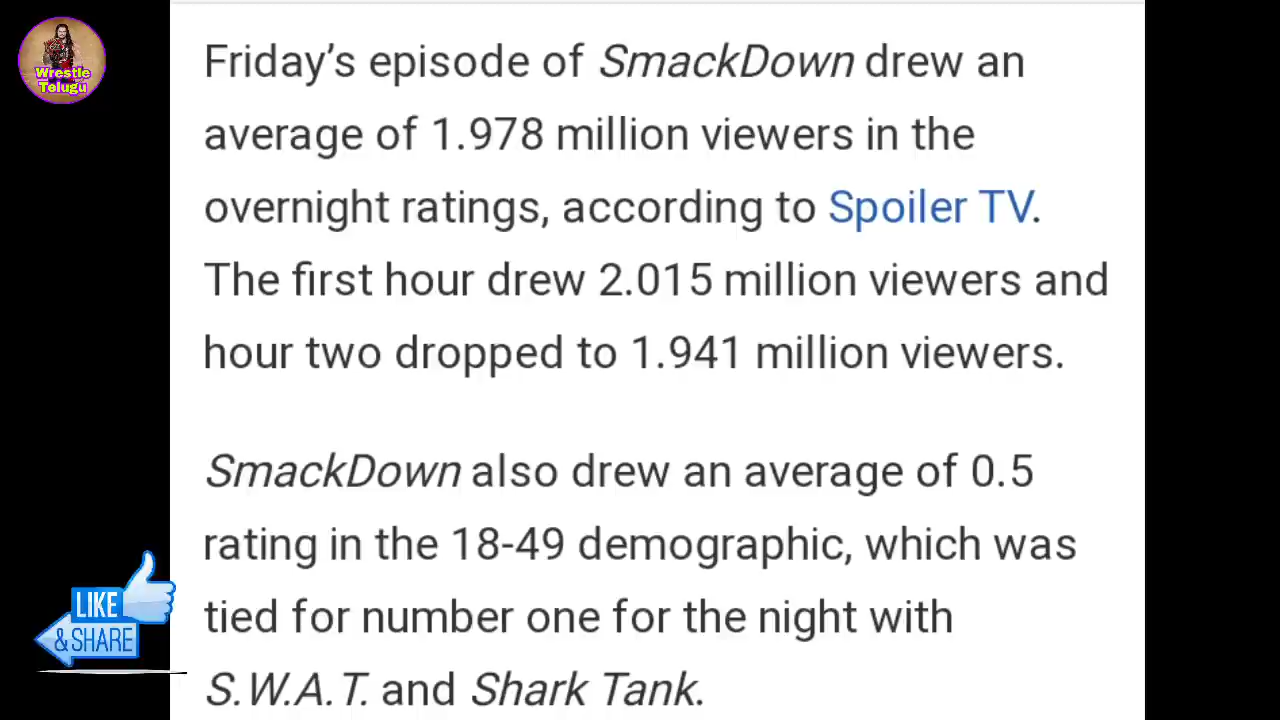 Wrestle
Telugu
Friday’s episode of SmackDown drew an
average of 1.978 million viewers in the
overnight ratings, according to Spoiler TV.
The first hour drew 2.015 million viewers and
hour two dropped to 1.941 million viewers.
SmackDown also drew an average of 0.5
rating in the 18-49 demographic, which was
tied for number one for the night with
S.W.A.T. and Shark Tank.
LIKE
& SHARE